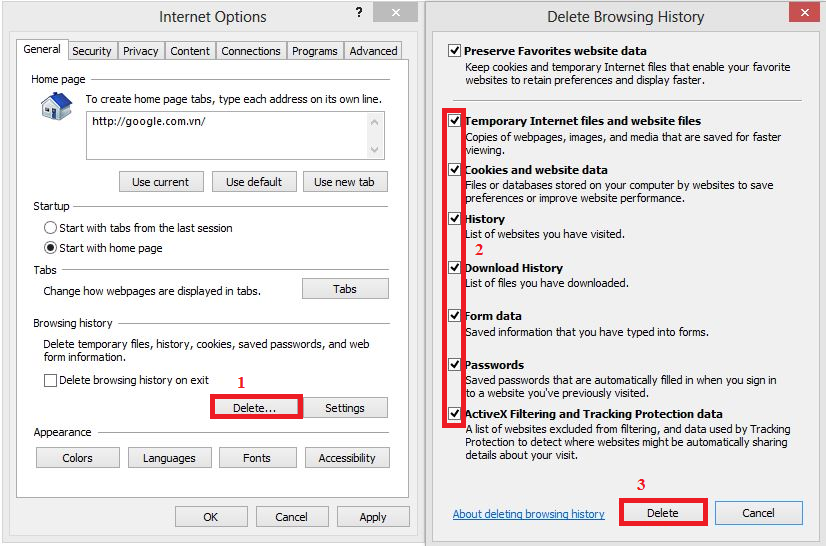 Internet Options
?
General
Security
Privacy
Content
Connections
Programs
Advanced
Home page
To create home page tabs, type each address on its own line.
http://google.com.vn/
Use current
Use default
Use new tab
Startup
Start with tabs from the last session
Start with home page
Tabs
Change how webpages are displayed in tabs.
Tabs
Browsing history
Delete temporary files, history, cookies, saved passwords, and web
form information.
Delete browsing history on exit
1
Delete...
Settings
Appearance
Colors
Languages
Fonts
Accessibility
OK
Cancel
Apply
Delete Browsing History
Preserve Favorites website data
Keep cookies and temporary Internet files that enable your favorite
websites to retain preferences and display faster.
Temporary Internet files and website files
Copies of webpages, images, and media that are saved for faster
viewing.
Cookies and website data
Files or databases stored on your computer by websites to save
preferences or improve website performance.
History
List of websites you have visited.
2
Download History
List of files you have downloaded.
Form data
Saved information that you have typed into forms.
Passwords
Saved passwords that are automatically filled in when you sign in
to a website you've previously visited.
ActiveX Filtering and Tracking Protection data
A list of websites excluded from filtering, and data used by Tracking
Protection to detect where websites might be automatically sharing
details about your visit.
3
About deleting browsing history
Delete
Cancel